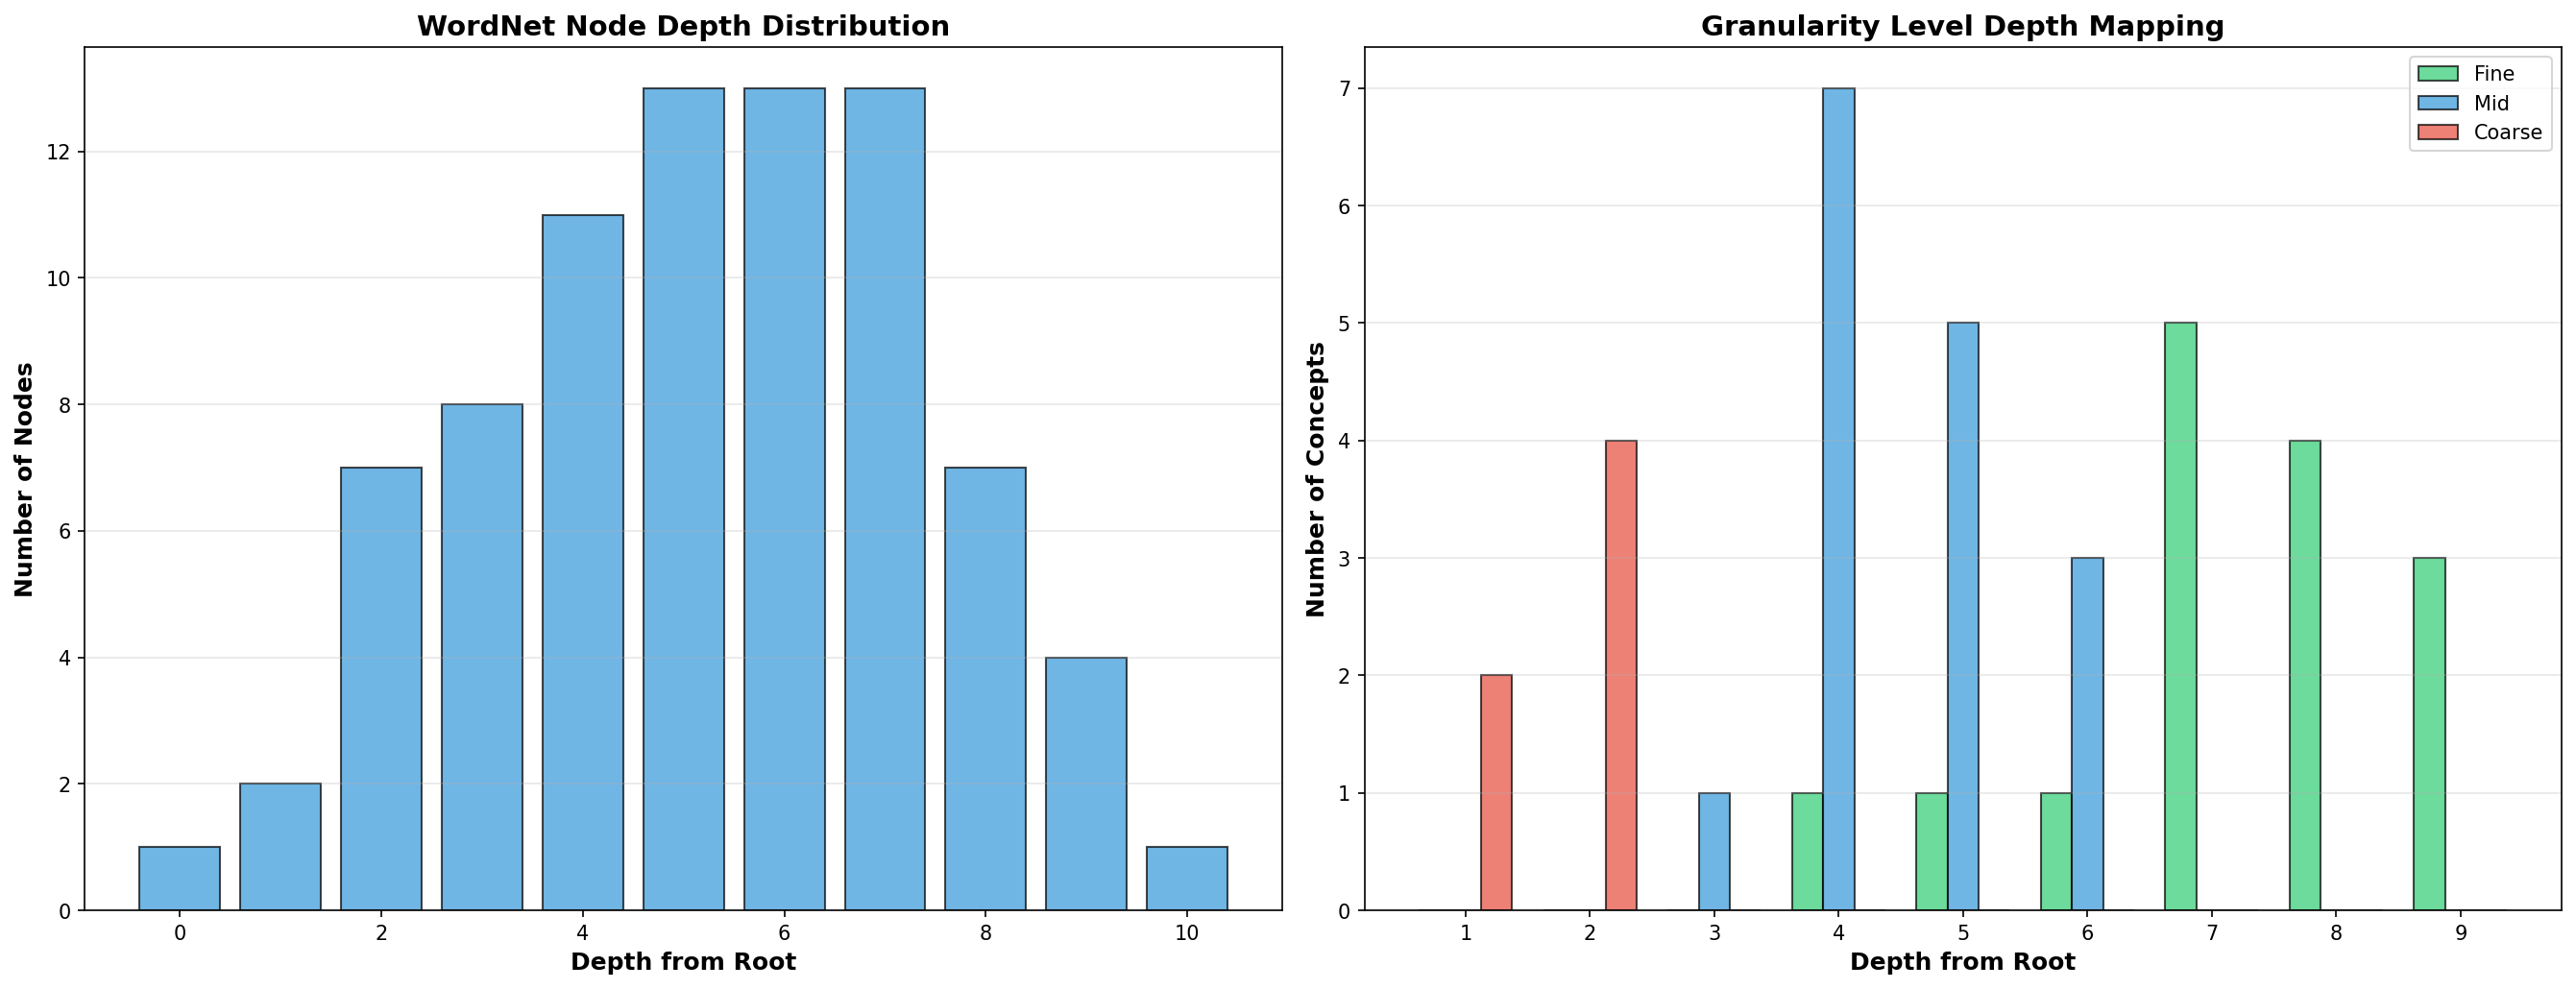 WordNet Node Depth Distribution
Number of Nodes
12
10
8
6
4
2
0
0 2 4 6 8 10
Depth from Root
Granularity Level Depth Mapping
Fine
Mid
Coarse
Number of Concepts
7
6
5
4
3
2
1
0
1 2 3 4 5 6 7 8 9
Depth from Root